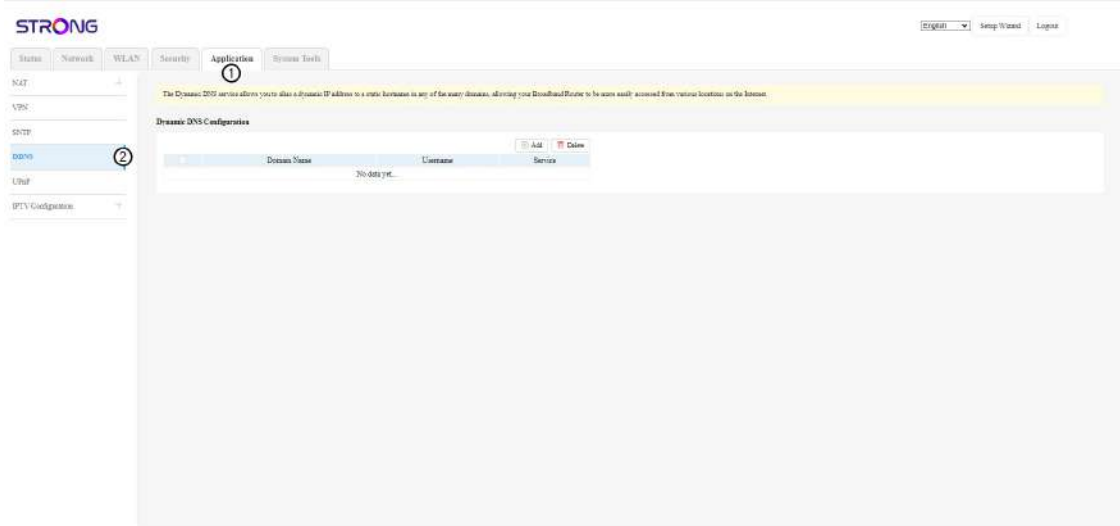 STRONG
English Setup Wizard Logout
Status Network WLAN Security Application System Tools
1
NAT
The Dynamic DNS service allows you to alias a dynamic IP address to a static hostname in any of the many domains, allowing your Broadband Router to be more easily accessed from various locations on the Internet.
VPN
Dynamic DNS Configuration
SNTP
Add Delete
DDNS 2
Domain Name Username Service
No data yet...
UPnP
IPTV Configuration